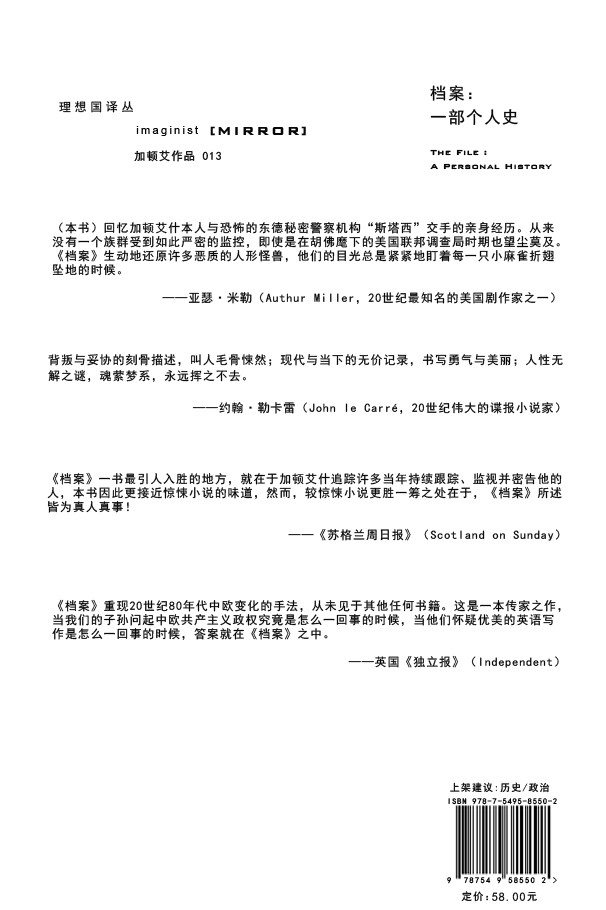 理想国译丛
imaginist [MIRROR]
加顿艾作品 013
档案：
一部个人史
THE FILE :
A PERSONAL HISTORY
（本书）回忆加顿艾什本人与恐怖的东德秘密警察机构“斯塔西”交手的亲身经历。从来
没有一个族群受到如此严密的监控，即使是在胡佛麾下的美国联邦调查局时期也望尘莫及。
《档案》生动地还原许多恶质的人形怪兽，他们的目光总是紧紧地盯着每一只小麻雀折翅
坠地的时候。
——亚瑟·米勒（Authur Miller，20世纪最知名的美国剧作家之一）
背叛与妥协的刻骨描述，叫人毛骨悚然；现代与当下的无价记录，书写勇气与美丽；人性无
解之谜，魂萦梦系，永远挥之不去。
——约翰·勒卡雷（John le Carré，20世纪伟大的谍报小说家）
《档案》一书最引人入胜的地方，就在于加顿艾什追踪许多当年持续跟踪、监视并密告他的
人，本书因此更接近惊悚小说的味道，然而，较惊悚小说更胜一筹之处在于，《档案》所述
皆为真人真事！
——《苏格兰周日报》（Scotland on Sunday）
《档案》重现20世纪80年代中欧变化的手法，从未见于其他任何书籍。这是一本传家之作，
当我们的子孙问起中欧共产主义政权究竟是怎么一回事的时候，当他们怀疑优美的英语写
作是怎么一回事的时候，答案就在《档案》之中。
——英国《独立报》（Independent）
上架建议：历史/政治
ISBN 978-7-5495-8550-2
9 787549 585502 >
定价：58.00元